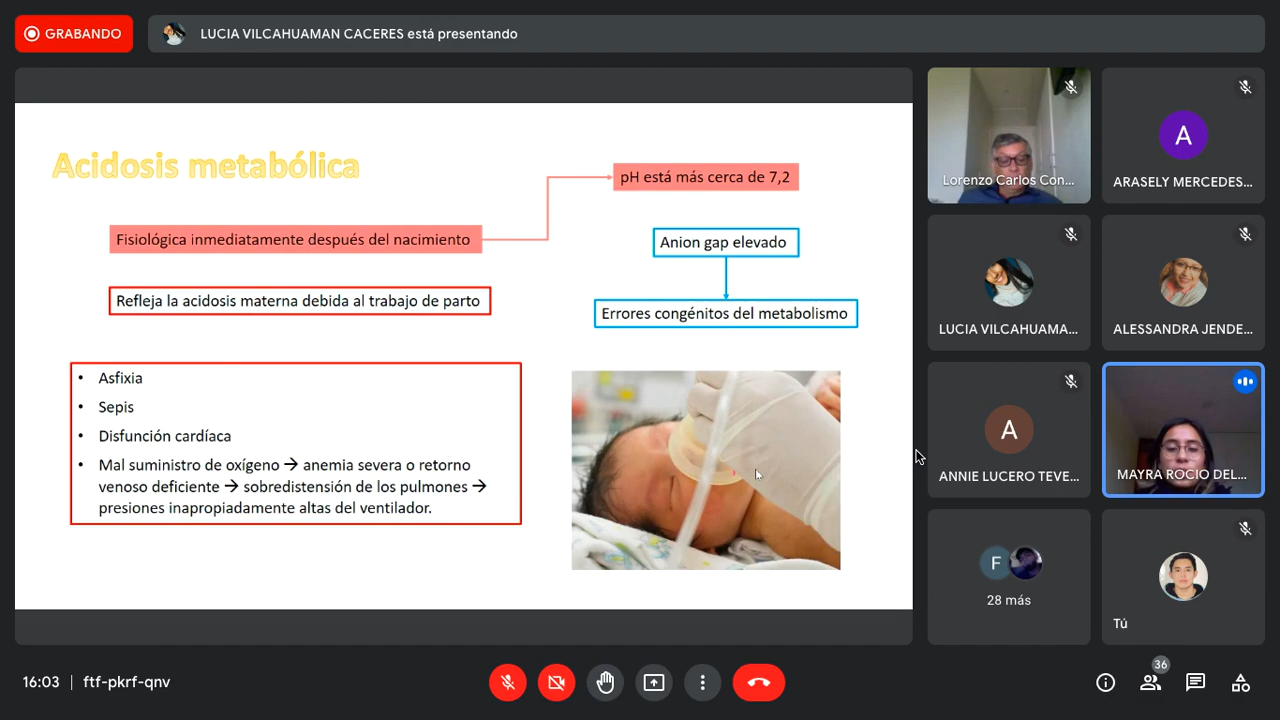 GRABANDO
LUCIA VILCAHUAMAN CACERES está presentando
Acidosis metabólica
pH está más cerca de 7,2
Fisiológica inmediatamente después del nacimiento
Anion gap elevado
Refleja la acidosis materna debida al trabajo de parto
Errores congénitos del metabolismo
• Asfixia
• Sepis
• Disfunción cardíaca
• Mal suministro de oxígeno → anemia severa o retorno
venoso deficiente → sobredistensión de los pulmones →
presiones inapropiadamente altas del ventilador.
Lorenzo Carlos Con...
A
ARASELY MERCEDES...
LUCIA VILCAHUAMA...
ALESSANDRA JENDE...
A
ANNIE LUCERO TEVE...
MAYRA ROCIO DEL...
F
28 más
Tú
16:03 | ftf-pkrf-qnv
36